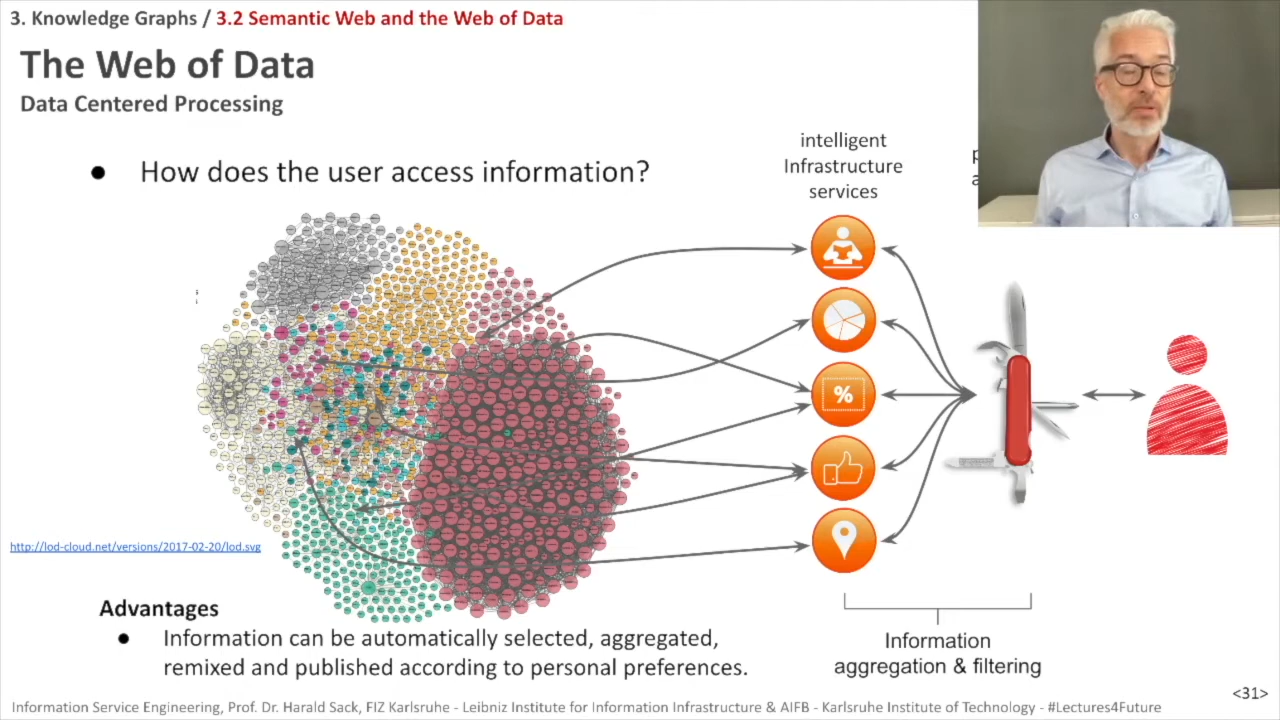 3. Knowledge Graphs / 3.2 Semantic Web and the Web of Data
The Web of Data
Data Centered Processing
● How does the user access information?
intelligent
Infrastructure
services
%
http://lod-cloud.net/versions/2017-02-20/lod.svg
Advantages
● Information can be automatically selected, aggregated,
remixed and published according to personal preferences.
Information
aggregation & filtering
<31>
Information Service Engineering, Prof. Dr. Harald Sack, FIZ Karlsruhe - Leibniz Institute for Information Infrastructure & AIFB - Karlsruhe Institute of Technology - #Lectures4Future